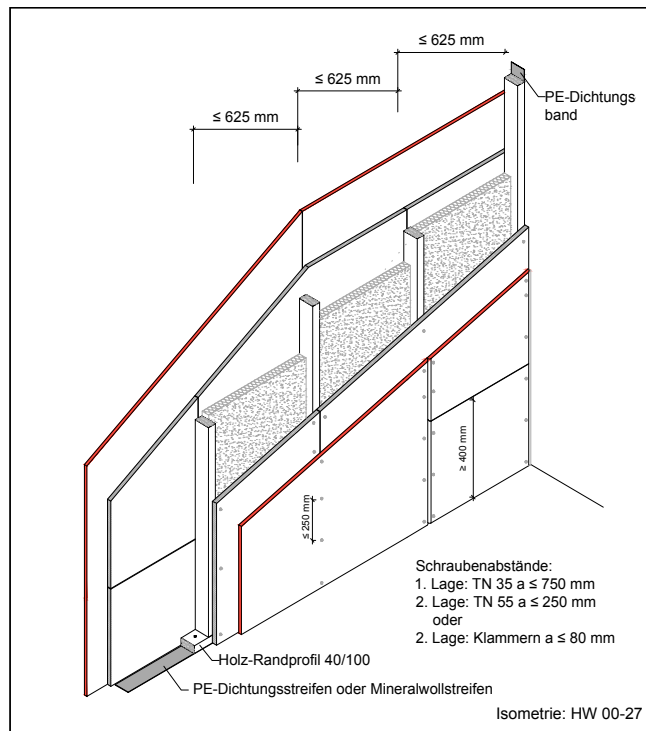 ≤ 625 mm
≤ 625 mm
≤ 625 mm
PE-Dichtungs
band
≥ 400 mm
≤ 250 mm
Schraubenabstände:
1. Lage: TN 35 a ≤ 750 mm
2. Lage: TN 55 a ≤ 250 mm
oder
2. Lage: Klammern a ≤ 80 mm
Holz-Randprofil 40/100
PE-Dichtungsstreifen oder Mineralwollstreifen
Isometrie: HW 00-27